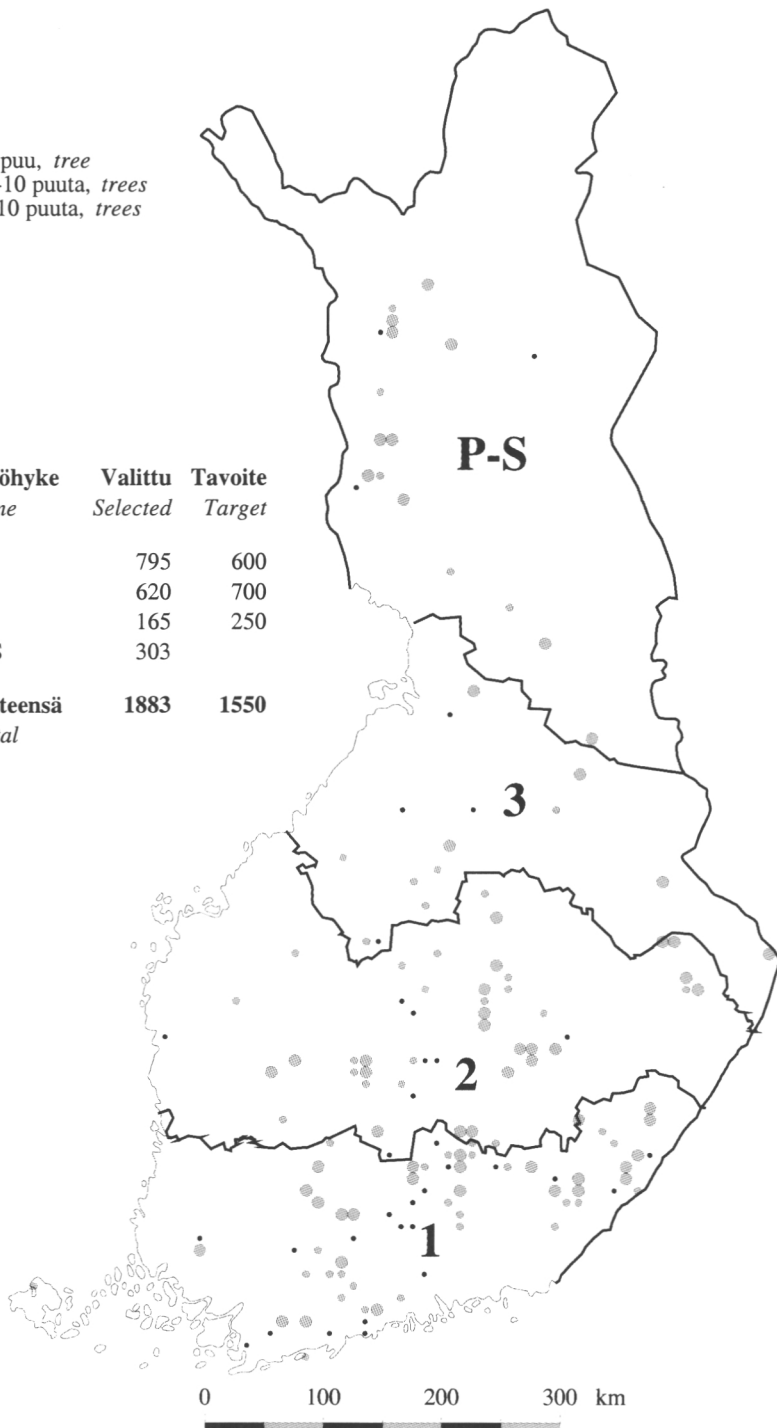 puu, tree
-10 puuta, trees
10 puuta, trees
öhyke Valittu Tavoite
ne Selected Target
795 600
620 700
165 250
303
teensä 1883 1550
al
P-S
3
2
1
0 100 200 300 km